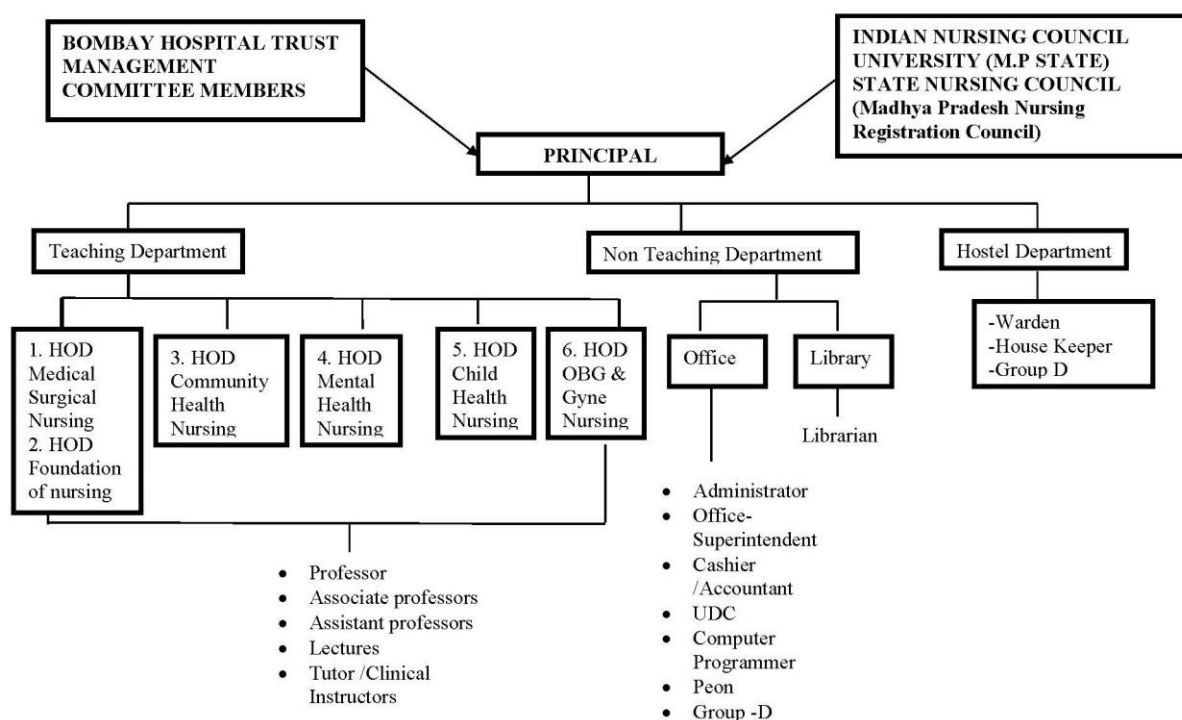 BOMBAY HOSPITAL TRUST
MANAGEMENT
COMMITTEE MEMBERS
INDIAN NURSING COUNCIL
UNIVERSITY (M.P STATE)
STATE NURSING COUNCIL
(Madhya Pradesh Nursing
Registration Council)
PRINCIPAL
Teaching Department
Non Teaching Department
Hostel Department
1. HOD
Medical
Surgical
Nursing
2. HOD
Foundation
of nursing
3. HOD
Community
Health
Nursing
4. HOD
Mental
Health
Nursing
5. HOD
Child
Health
Nursing
6. HOD
OBG &
Gyne
Nursing
Office
Library
-Warden
-House Keeper
-Group D
Librarian
• Professor
• Associate professors
• Assistant professors
• Lectures
• Tutor /Clinical
Instructors
• Administrator
• Office-
Superintendent
• Cashier
/Accountant
• UDC
• Computer
Programmer
• Peon
• Group -D